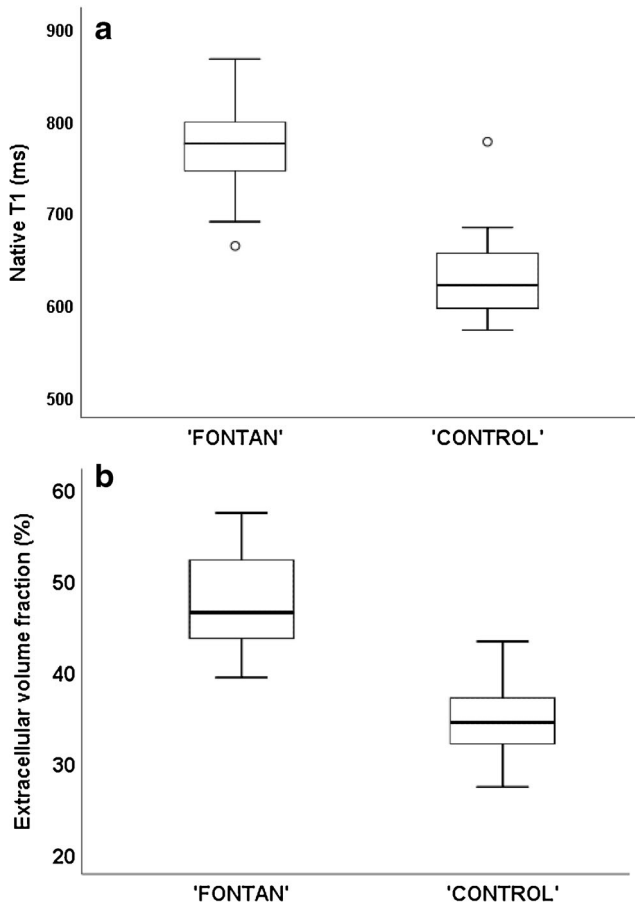 a
Native T1 (ms)
900
800
700
600
500
'FONTAN' 'CONTROL'
b
Extracellular volume fraction (%)
60
50
40
30
20
'FONTAN' 'CONTROL'